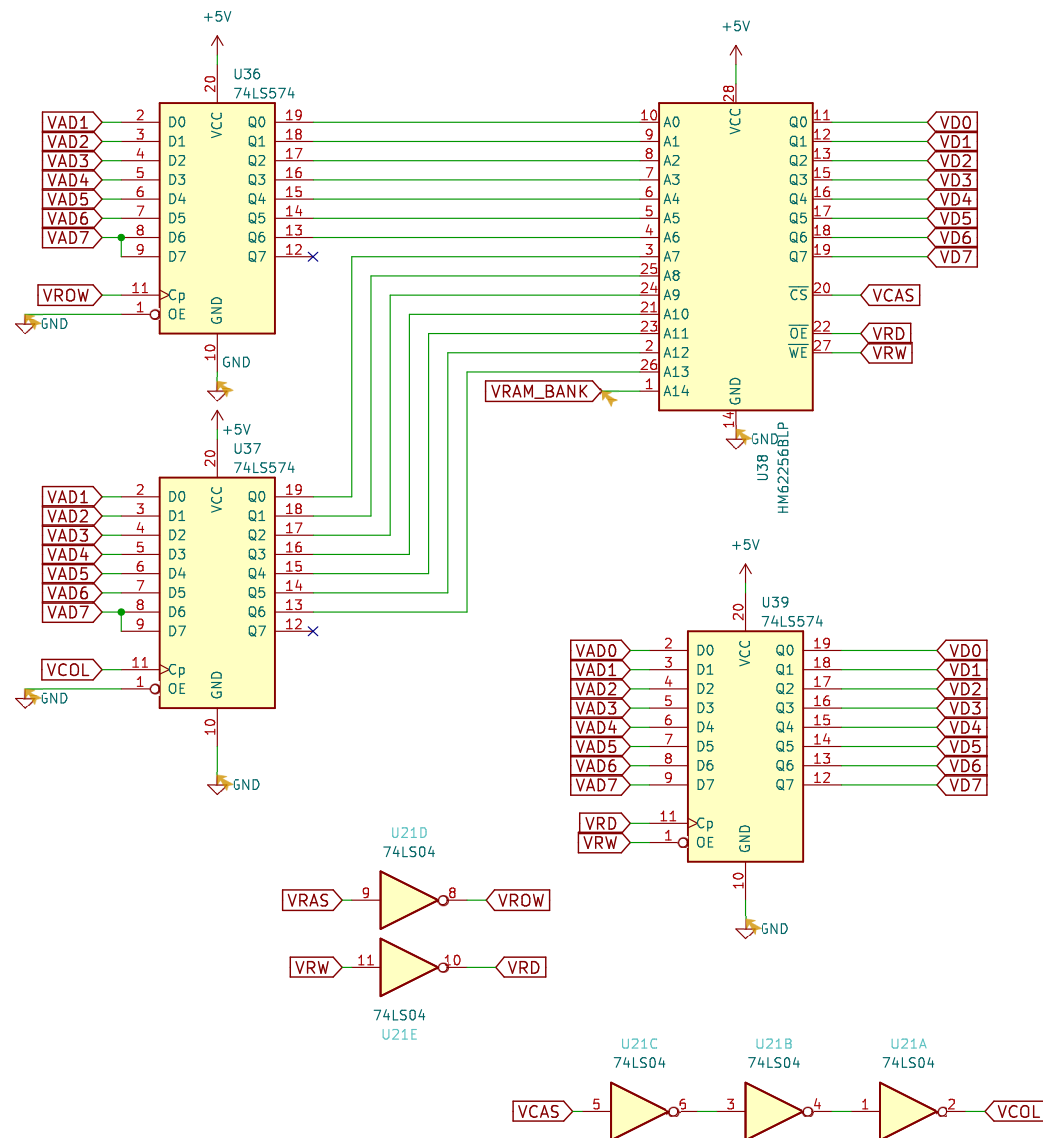 +5V
U36
74LS574
20
VCC
VAD1 2 D0 Q0 19
VAD2 3 D1 Q1 18
VAD3 4 D2 Q2 17
VAD4 5 D3 Q3 16
VAD5 6 D4 Q4 15
VAD6 7 D5 Q5 14
VAD7 8 D6 Q6 13
9 D7 Q7 12
VROW 11 Cp
GND 1 OE
GND
10
GND
+5V
28
VCC
10 A0 Q0 11 VD0
9 A1 Q1 12 VD1
8 A2 Q2 13 VD2
7 A3 Q3 15 VD3
6 A4 Q4 16 VD4
5 A5 Q5 17 VD5
4 A6 Q6 18 VD6
3 A7 Q7 19 VD7
25 A8
24 A9 CS 20 VCAS
21 A10
23 A11 OE 22 VRD
2 A12 WE 27 VRW
26 A13
VRAM_BANK 1 A14
GND
14
GND
U38
HM62256BLP
+5V
U37
74LS574
20
VCC
VAD1 2 D0 Q0 19
VAD2 3 D1 Q1 18
VAD3 4 D2 Q2 17
VAD4 5 D3 Q3 16
VAD5 6 D4 Q4 15
VAD6 7 D5 Q5 14
VAD7 8 D6 Q6 13
9 D7 Q7 12
VCOL 11 Cp
GND 1 OE
GND
10
GND
+5V
U39
74LS574
20
VCC
VAD0 2 D0 Q0 19 VD0
VAD1 3 D1 Q1 18 VD1
VAD2 4 D2 Q2 17 VD2
VAD3 5 D3 Q3 16 VD3
VAD4 6 D4 Q4 15 VD4
VAD5 7 D5 Q5 14 VD5
VAD6 8 D6 Q6 13 VD6
VAD7 9 D7 Q7 12 VD7
VRD 11 Cp
VRW 1 OE
GND
10
GND
U21D
74LS04
VRAS 9 8 VROW
VRW 11 10 VRD
74LS04
U21E
U21C
74LS04
U21B
74LS04
U21A
74LS04
VCAS 5 6 3 4 1 2 VCOL